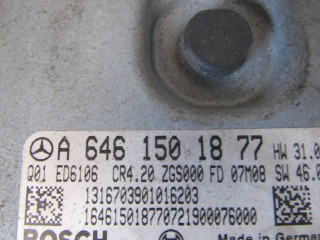 A 646 150 18 77 HW 31.0
Q01 ED6106 CR4.20 ZGS000 FD 07M08 SW 46.0
1316703901016203
16461501877072190007600
BOSCH Made in German